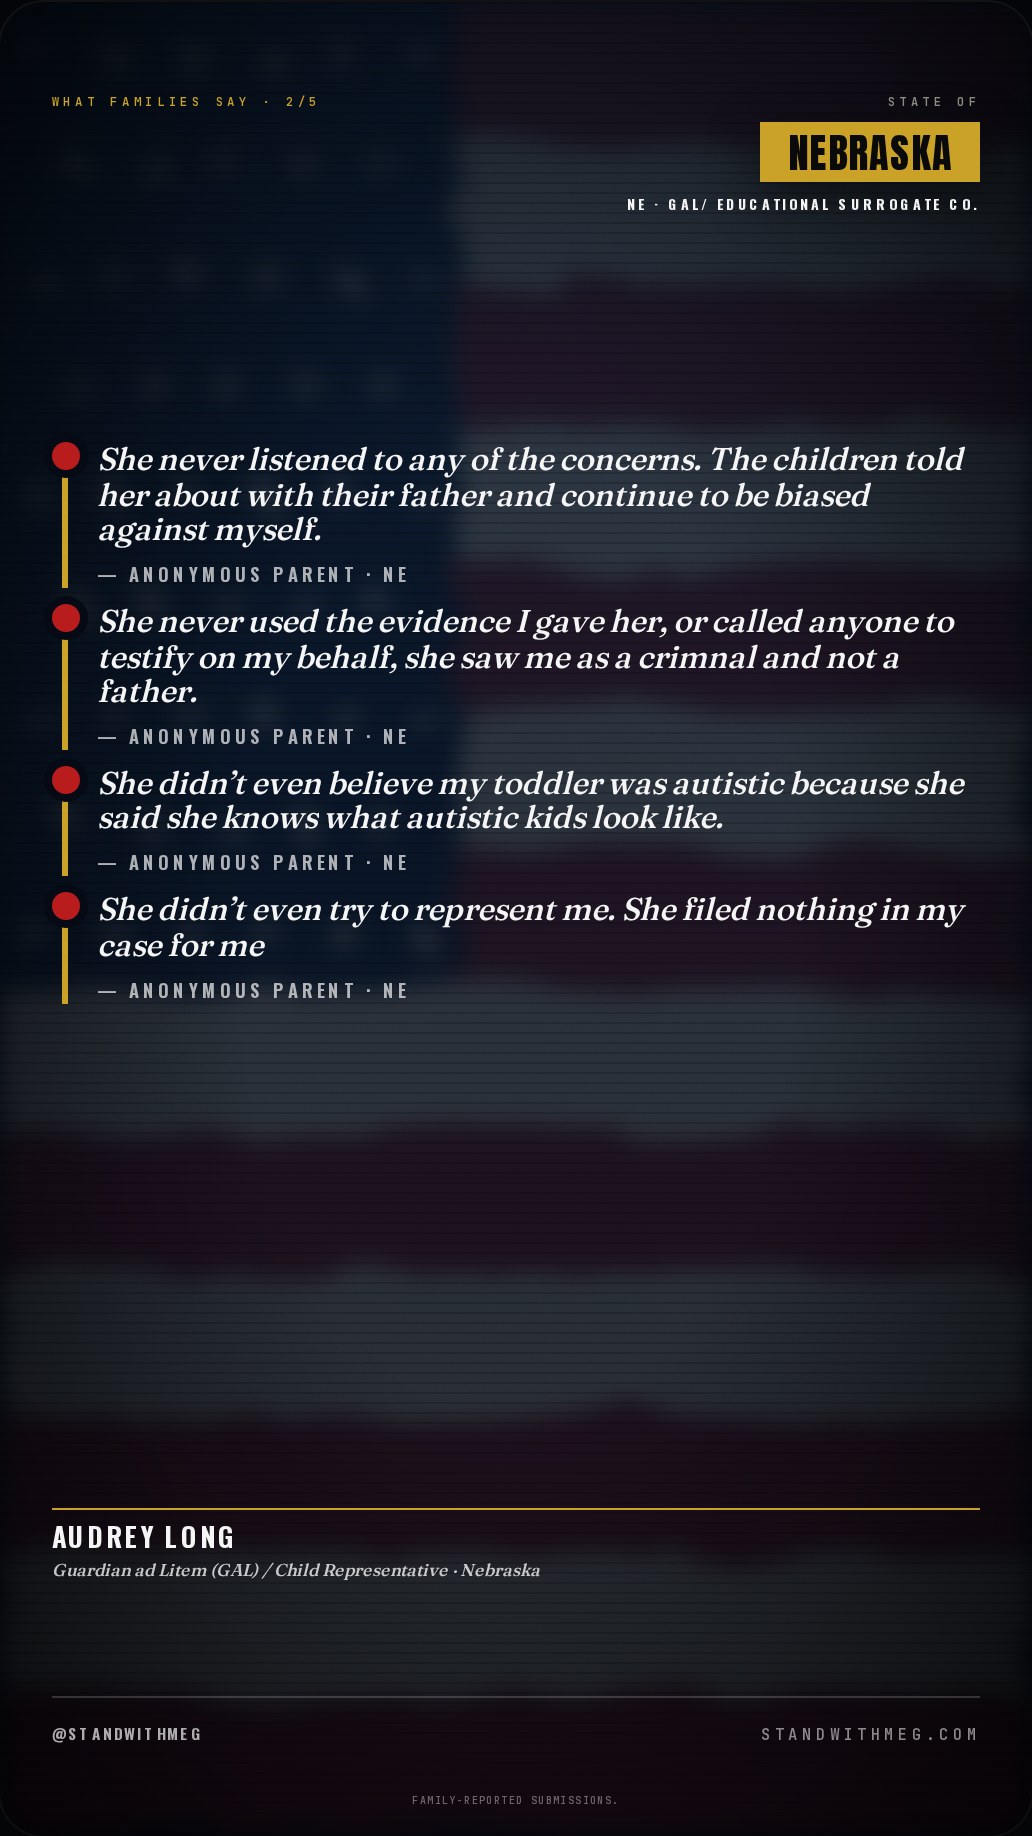 WHAT FAMILIES SAY · 2/5
STATE OF
NEBRASKA
NE · GAL/ EDUCATIONAL SURROGATE CO.
She never listened to any of the concerns. The children told
her about with their father and continue to be biased
against myself.
— ANONYMOUS PARENT · NE
She never used the evidence I gave her, or called anyone to
testify on my behalf, she saw me as a crimnal and not a
father.
— ANONYMOUS PARENT · NE
She didn’t even believe my toddler was autistic because she
said she knows what autistic kids look like.
— ANONYMOUS PARENT · NE
She didn’t even try to represent me. She filed nothing in my
case for me
— ANONYMOUS PARENT · NE
AUDREY LONG
Guardian ad Litem (GAL) / Child Representative · Nebraska
@STANDWITHMEG
STANDWITHMEG.COM
FAMILY-REPORTED SUBMISSIONS.